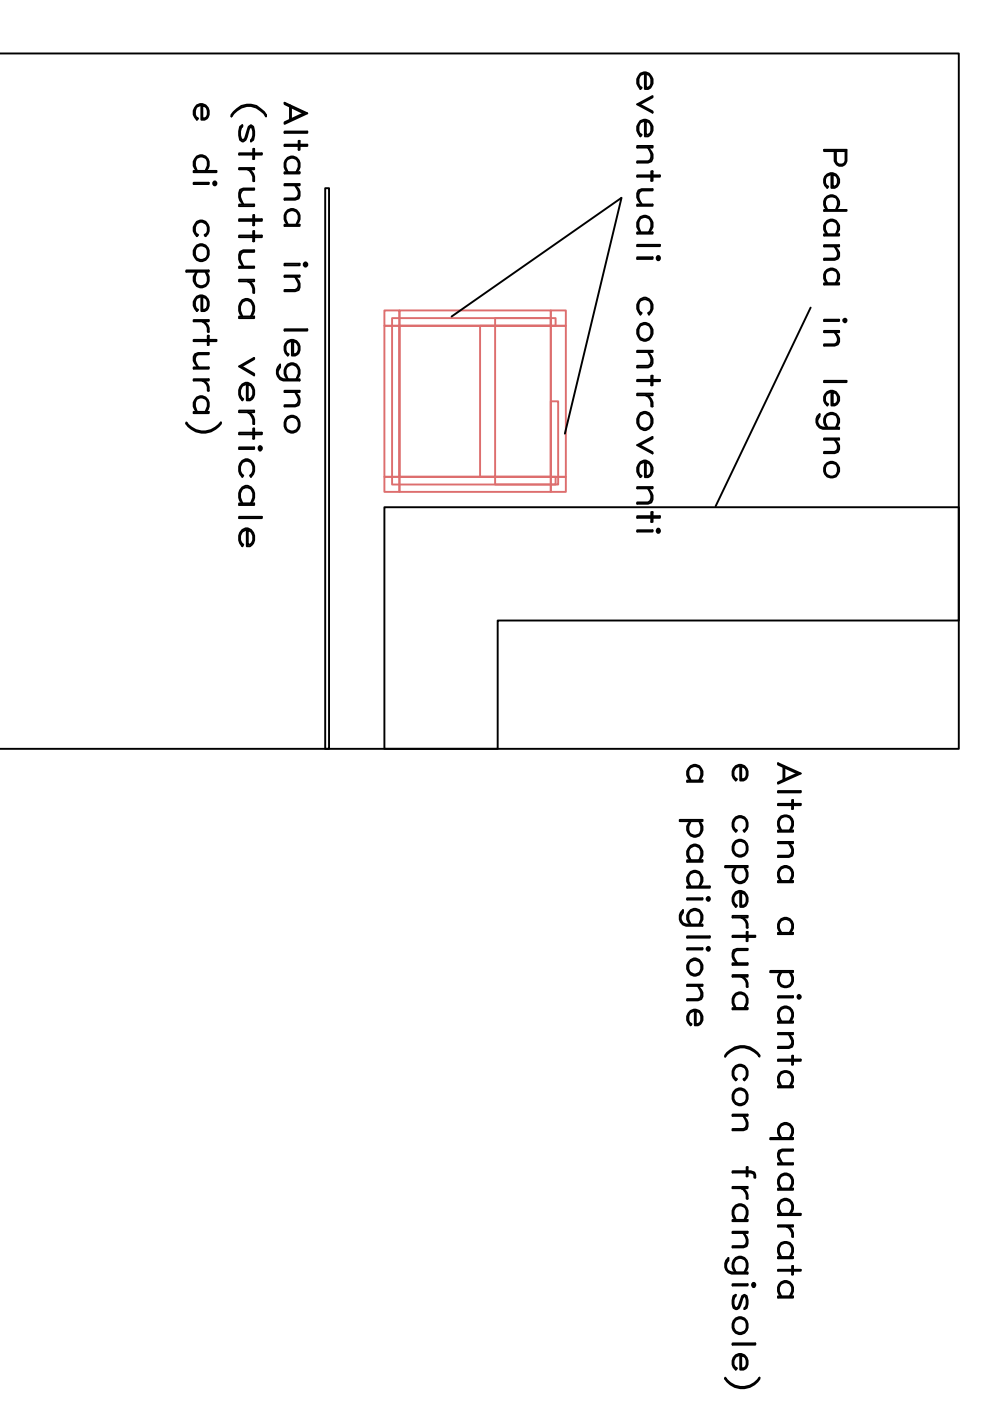 Pedana in legno
eventuali controventi
Altana in legno
(struttura verticale
e di copertura)
Altana a pianta quadrata
e copertura (con frangisole)
a padiglione